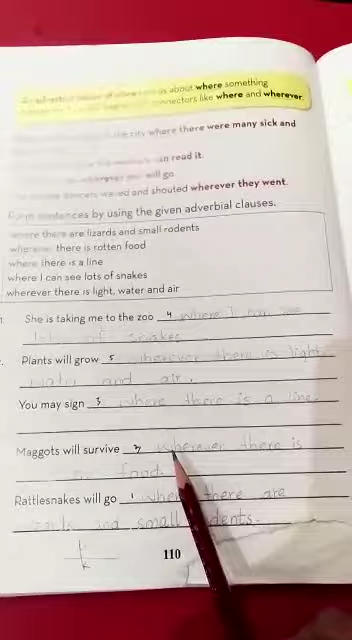 about where something
connectors like where and wherever.
the city where there were many sick and
can read it.
wherever you will go
waved and shouted wherever they went.
Form sentences by using the given adverbial clauses.
where there are lizards and small rodents
wherever there is rotten food
where there is a line
where I can see lots of snakes
wherever there is light, water and air
She is taking me to the zoo 4 where I can see
lots of snakes
Plants will grow 5 wherever there is light,
water and air.
You may sign 3 where there is a line.
Maggots will survive 2 wherever there is
food.
Rattlesnakes will go 1 where there are
and small
110